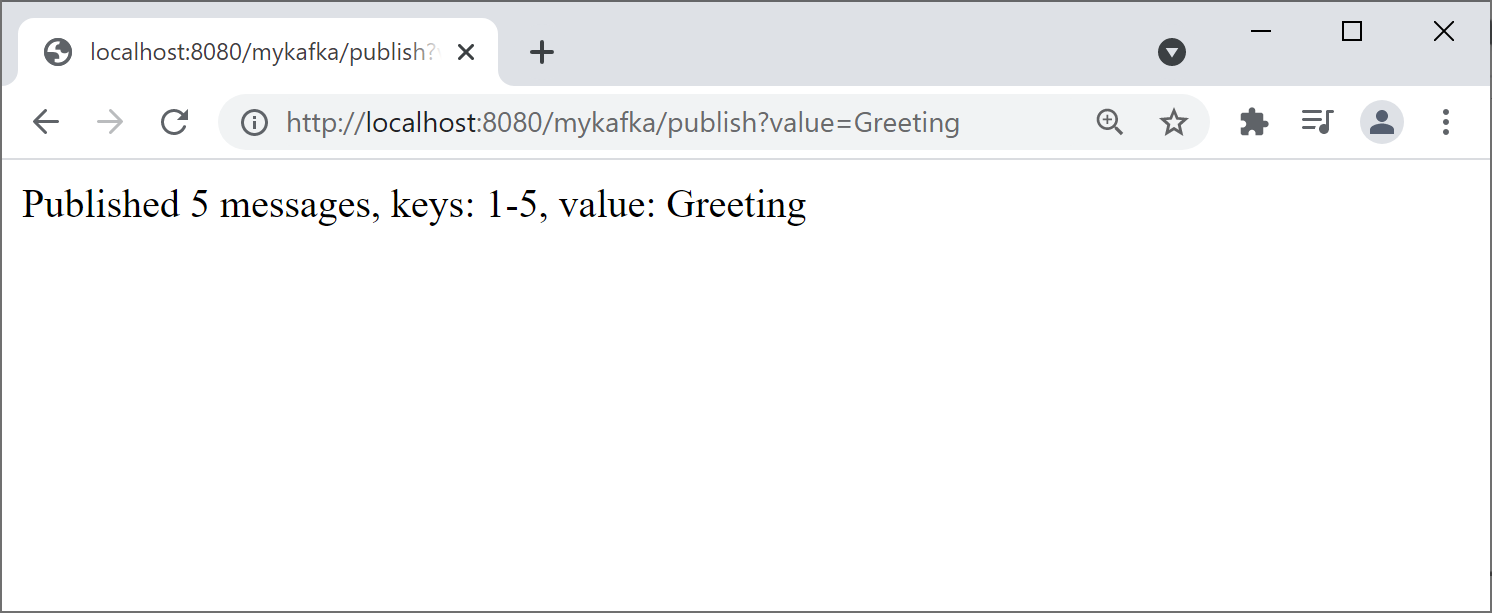 localhost:8080/mykafka/publish?
http://localhost:8080/mykafka/publish?value=Greeting
Published 5 messages, keys: 1-5, value: Greeting